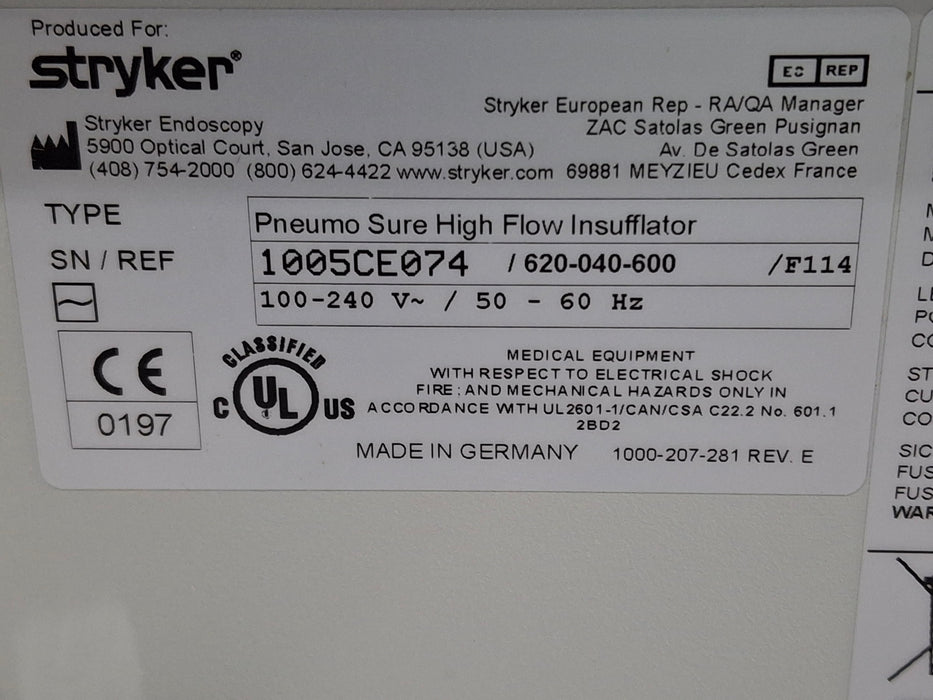 Produced For:
stryker®
EC REP
Stryker European Rep - RA/QA Manager
ZAC Satolas Green Pusignan
Av. De Satolas Green
69881 MEYZIEU Cedex France
Stryker Endoscopy
5900 Optical Court, San Jose, CA 95138 (USA)
(408) 754-2000 (800) 624-4422 www.stryker.com
TYPE Pneumo Sure High Flow Insufflator
SN / REF 1005CE074 / 620-040-600 /F114
100-240 V~ / 50 - 60 Hz
CE
0197
CLASSIFIED
C UL US
MEDICAL EQUIPMENT
WITH RESPECT TO ELECTRICAL SHOCK
FIRE ; AND MECHANICAL HAZARDS ONLY IN
ACCORDANCE WITH UL2601-1/CAN/CSA C22.2 No. 601.1
2BD2
MADE IN GERMANY 1000-207-281 REV. E